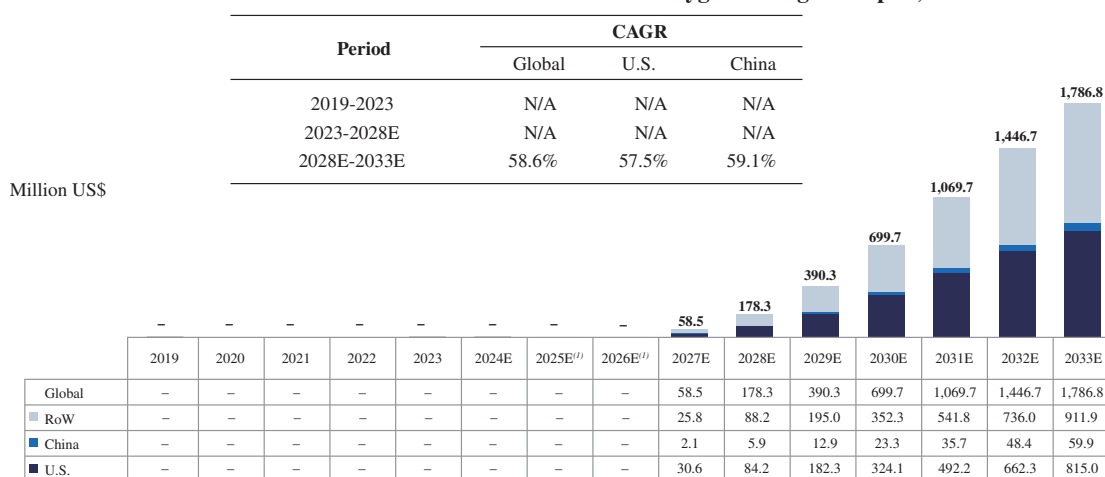 Period CAGR
Global U.S. China
2019-2023 N/A N/A N/A
2023-2028E N/A N/A N/A
2028E-2033E 58.6% 57.5% 59.1%
Million US$
– – – – – – – – 58.5 178.3 390.3 699.7 1,069.7 1,446.7 1,786.8
2019 2020 2021 2022 2023 2024E 2025E(1) 2026E(1) 2027E 2028E 2029E 2030E 2031E 2032E 2033E
Global – – – – – – – – 58.5 178.3 390.3 699.7 1,069.7 1,446.7 1,786.8
RoW – – – – – – – – 25.8 88.2 195.0 352.3 541.8 736.0 911.9
China – – – – – – – – 2.1 5.9 12.9 23.3 35.7 48.4 59.9
U.S. – – – – – – – – 30.6 84.2 182.3 324.1 492.2 662.3 815.0